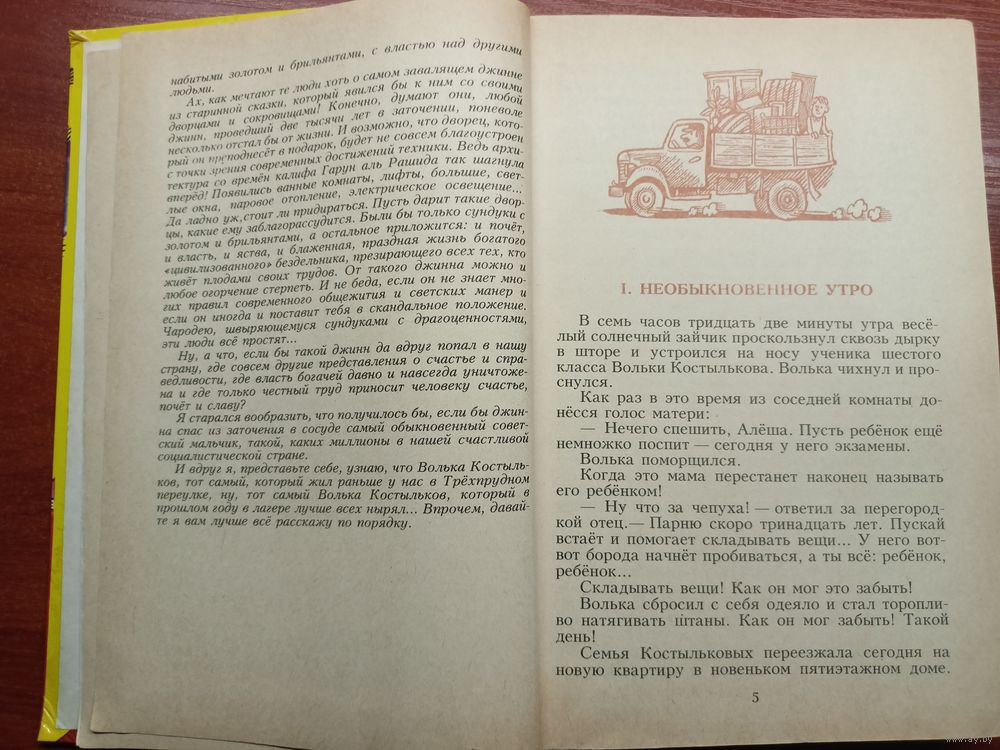 набитыми золотом и брильянтами, с властью над другими
людьми.
Ах, как мечтают те люди хоть о самом завалящем джинне
из старинной сказки, который явился бы к ним со своими
дворцами и сокровищами! Конечно, думают они, любой
джинн, проведший две тысячи лет в заточении, поневоле
несколько отстал бы от жизни. И возможно, что дворец, кото-
рый он преподнесёт в подарок, будет не совсем благоустроен
с точки зрения современных достижений техники. Ведь архи-
тектура со времён калифа Гарун аль Рашида так шагнула
вперёд! Появились ванные комнаты, лифты, большие, свет-
лые окна, паровое отопление, электрическое освещение...
Да ладно уж, стоит ли придираться. Пусть дарит такие двор-
цы, какие ему заблагорассудится. Были бы только сундуки с
золотом и брильянтами, а остальное приложится: и почёт,
и власть, и яства, и блаженная, праздная жизнь богатого
«цивилизованного» бездельника, презирающего всех тех, кто
живёт плодами своих трудов. От такого джинна можно и
любое огорчение стерпеть. И не беда, если он не знает мно-
гих правил современного общежития и светских манер и
если он иногда и поставит тебя в скандальное положение.
Чародею, швыряющемуся сундуками с драгоценностями,
эти люди всё простят...
Ну, а что, если бы такой джинн да вдруг попал в нашу
страну, где совсем другие представления о счастье и спра-
ведливости, где власть богачей давно и навсегда уничтоже-
на и где только честный труд приносит человеку счастье,
почёт и славу?
Я старался вообразить, что получилось бы, если бы джин-
на спас из заточения в сосуде самый обыкновенный совет-
ский мальчик, такой, каких миллионы в нашей счастливой
социалистической стране.
И вдруг я, представьте себе, узнаю, что Волька Костыль-
ков, тот самый, который жил раньше у нас в Трёхпрудном
переулке, ну, тот самый Волька Костыльков, который в
прошлом году в лагере лучше всех нырял... Впрочем, давай-
те я вам лучше всё расскажу по порядку.
I. НЕОБЫКНОВЕННОЕ УТРО
В семь часов тридцать две минуты утра весё-
лый солнечный зайчик проскользнул сквозь дырку
в шторе и устроился на носу ученика шестого
класса Вольки Костылькова. Волька чихнул и про-
снулся.
Как раз в это время из соседней комнаты до-
нёсся голос матери:
— Нечего спешить, Алёша. Пусть ребёнок ещё
немножко поспит — сегодня у него экзамены.
Волька поморщился.
Когда это мама перестанет наконец называть
его ребёнком!
— Ну что за чепуха! — ответил за перегород-
кой отец.— Парню скоро тринадцать лет. Пускай
встаёт и помогает складывать вещи... У него вот-
вот борода начнёт пробиваться, а ты всё: ребёнок,
ребёнок...
Складывать вещи! Как он мог это забыть!
Волька сбросил с себя одеяло и стал торопли-
во натягивать штаны. Как он мог забыть! Такой
день!
Семья Костыльковых переезжала сегодня на
новую квартиру в новеньком пятиэтажном доме.
5
www.ay.by